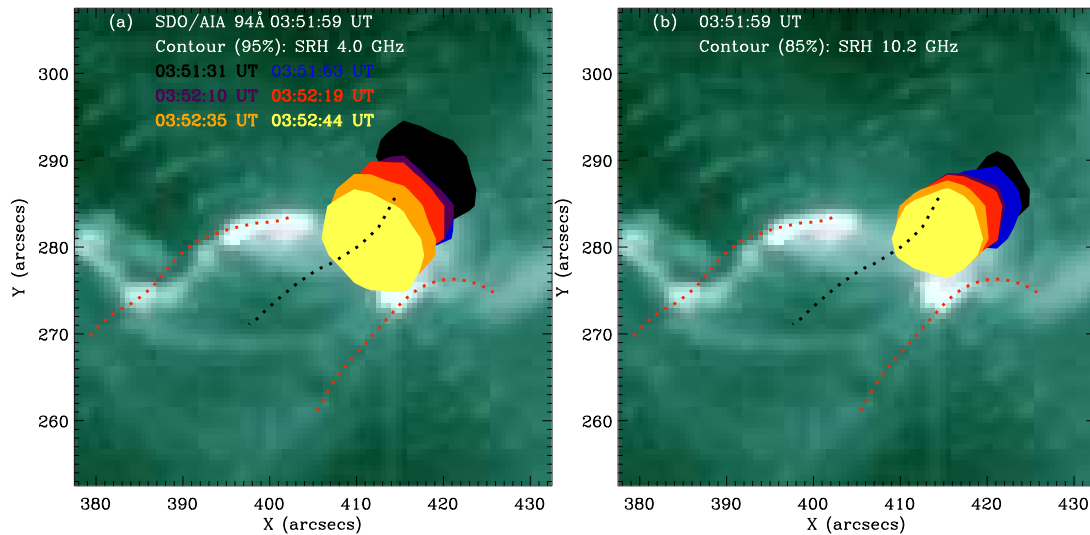 (a) SDO/AIA 94Å 03:51:59 UT
Contour (95%): SRH 4.0 GHz
03:51:31 UT 03:51:53 UT
03:52:10 UT 03:52:19 UT
03:52:35 UT 03:52:44 UT
300
290
280
270
260
Y (arcsecs)
380 390 400 410 420 430
X (arcsecs)
(b) 03:51:59 UT
Contour (85%): SRH 10.2 GHz
300
290
280
270
260
Y (arcsecs)
380 390 400 410 420 430
X (arcsecs)